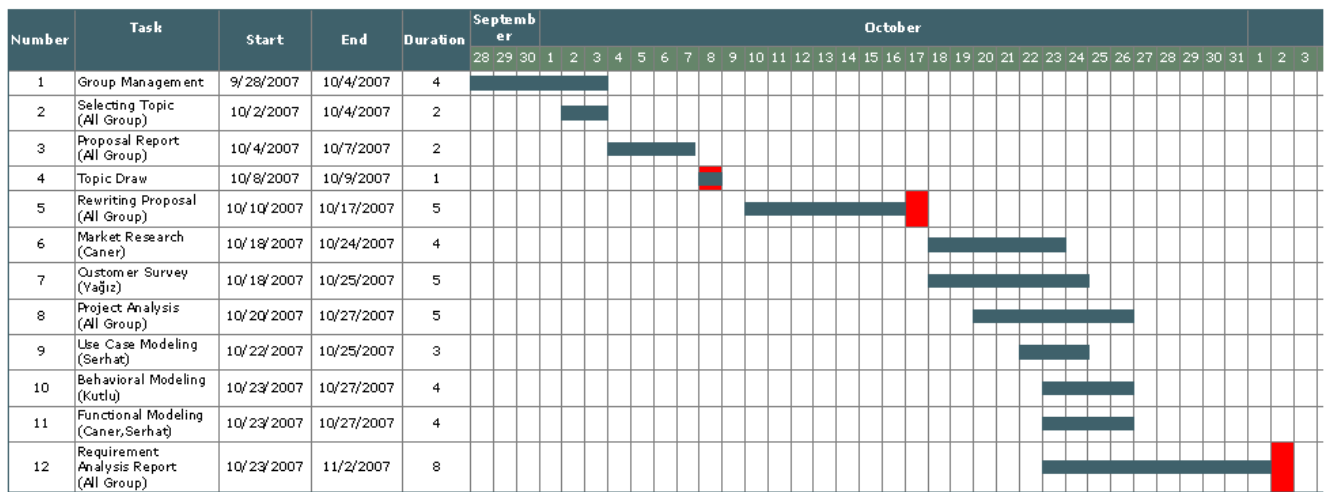 Number Task Start End Duration Septemb
er October
28 29 30 1 2 3 4 5 6 7 8 9 10 11 12 13 14 15 16 17 18 19 20 21 22 23 24 25 26 27 28 29 30 31 1 2 3
1 Group Management 9/28/2007 10/4/2007 4
2 Selecting Topic
(All Group) 10/2/2007 10/4/2007 2
3 Proposal Report
(All Group) 10/4/2007 10/7/2007 2
4 Topic Draw 10/8/2007 10/9/2007 1
5 Rewriting Proposal
(All Group) 10/10/2007 10/17/2007 5
6 Market Research
(Caner) 10/18/2007 10/24/2007 4
7 Customer Survey
(Yağız) 10/18/2007 10/25/2007 5
8 Project Analysis
(All Group) 10/20/2007 10/27/2007 5
9 Use Case Modeling
(Serhat) 10/22/2007 10/25/2007 3
10 Behavioral Modeling
(Kutlu) 10/23/2007 10/27/2007 4
11 Functional Modeling
(Caner,Serhat) 10/23/2007 10/27/2007 4
12 Requirement
Analysis Report
(All Group) 10/23/2007 11/2/2007 8